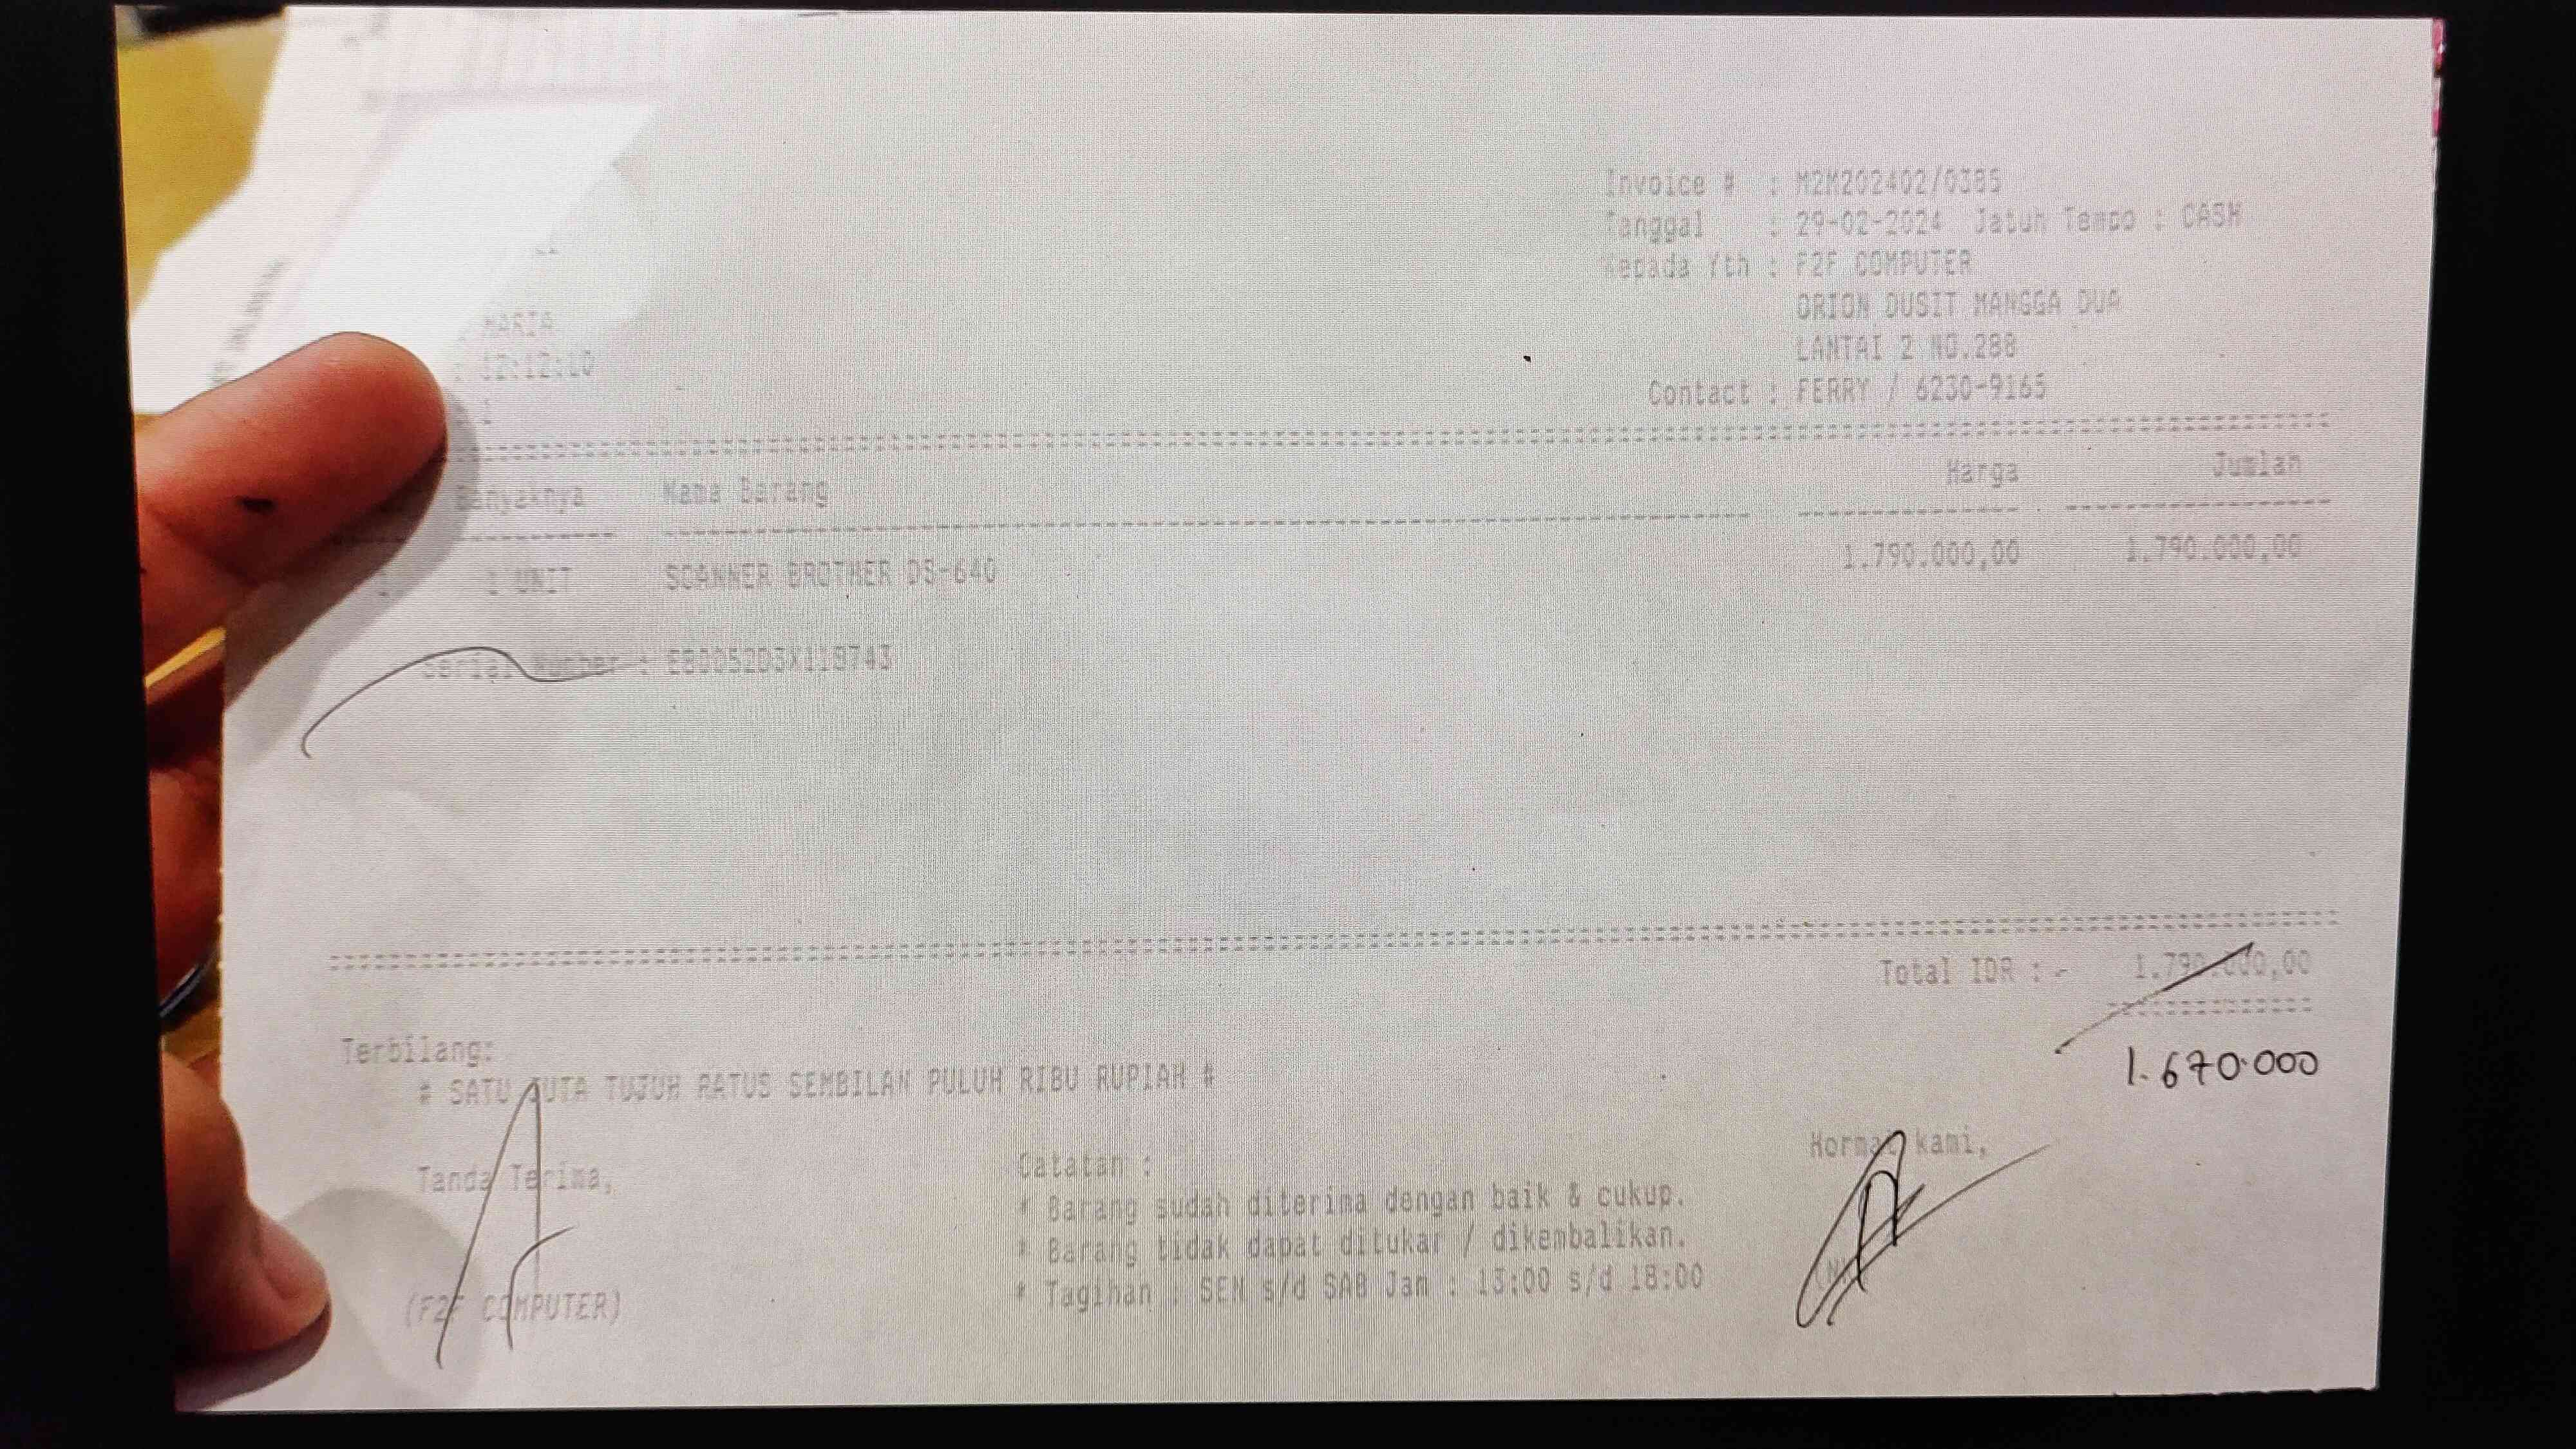 Invoice # : M2M202402/0385
Tanggal : 29-02-2024 Jatuh Tempo : CASH
Kepada Yth : F2F COMPUTER
ORION DUSIT MANGGA DUA
MARIA
LANTAI 2 NO.288
: 12:12:10
Contact : FERRY / 6230-9165
Banyaknya Nama Barang Harga Jumlah
1 1 UNIT SCANNER BROTHER DS-640 1.790.000,00 1.790.000,00
Serial Number :
Total IDR : 1.790.000,00
1.670.000
Terbilang:
# SATU JUTA TUJUH RATUS SEMBILAN PULUH RIBU RUPIAH #
Tanda Terima,
Catatan :
Hormat kami,
* Barang sudah diterima dengan baik & cukup.
* Barang tidak dapat ditukar / dikembalikan.
* Tagihan : SEN s/d SAB Jam : 13:00 s/d 18:00
(F2F COMPUTER)